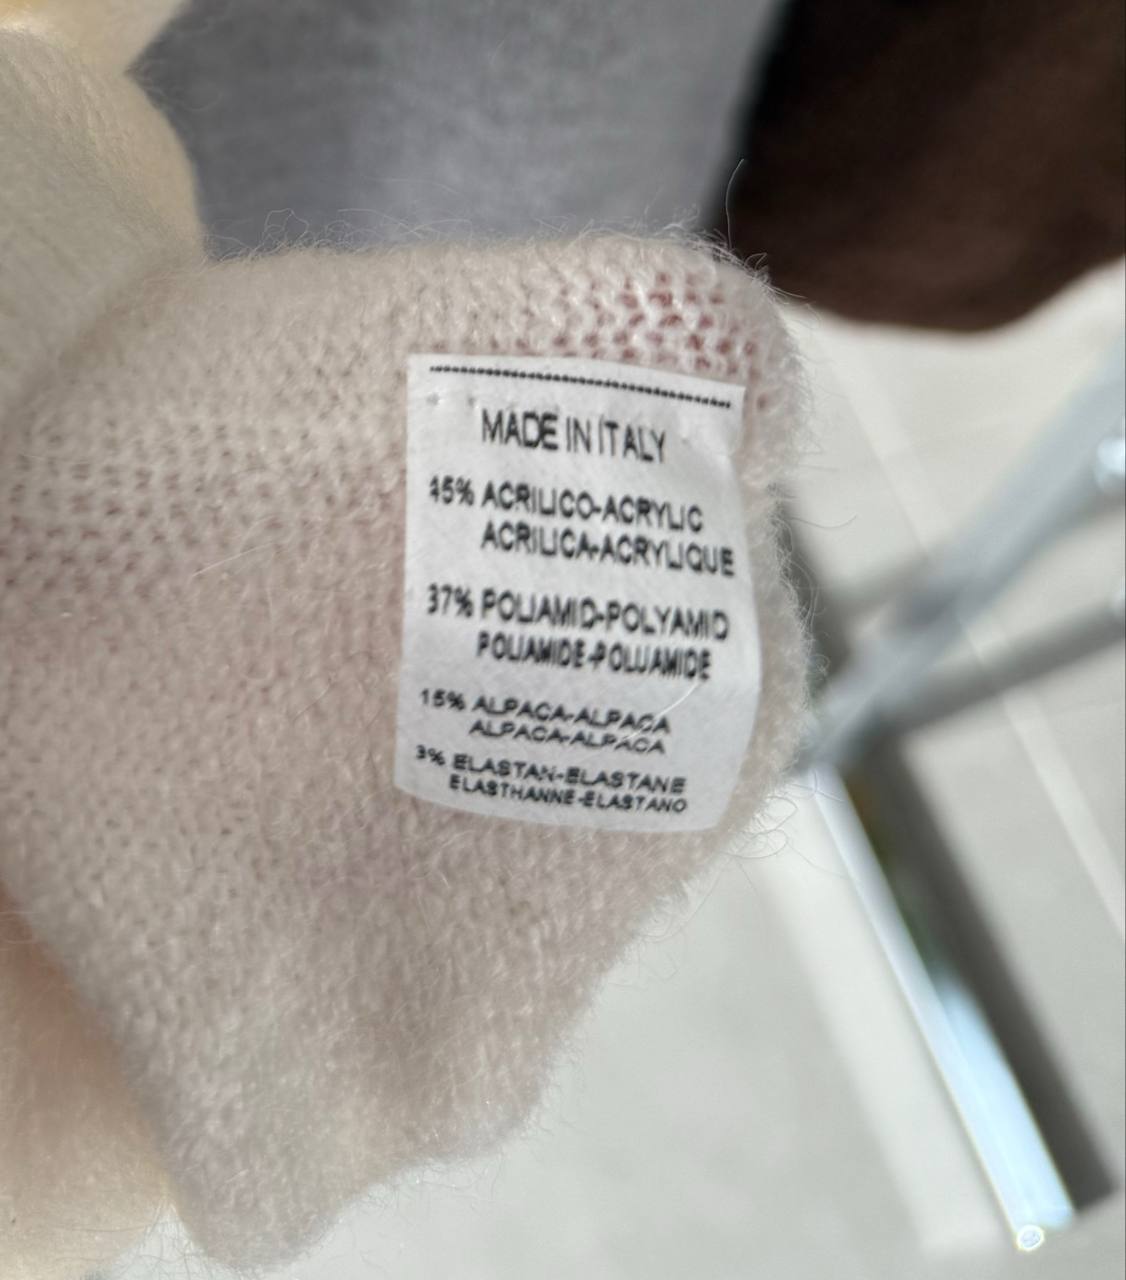 MADE IN ITALY
45% ACRILICO-ACRYLIC
ACRILICA-ACRYLIQUE
37% POLIAMID-POLYAMID
POLIAMIDE-POLIJAMIDE
15% ALPACA-ALPACA
ALPACA-ALPACA
3% ELASTAN-ELASTANE
ELASTHANNE-ELASTANO